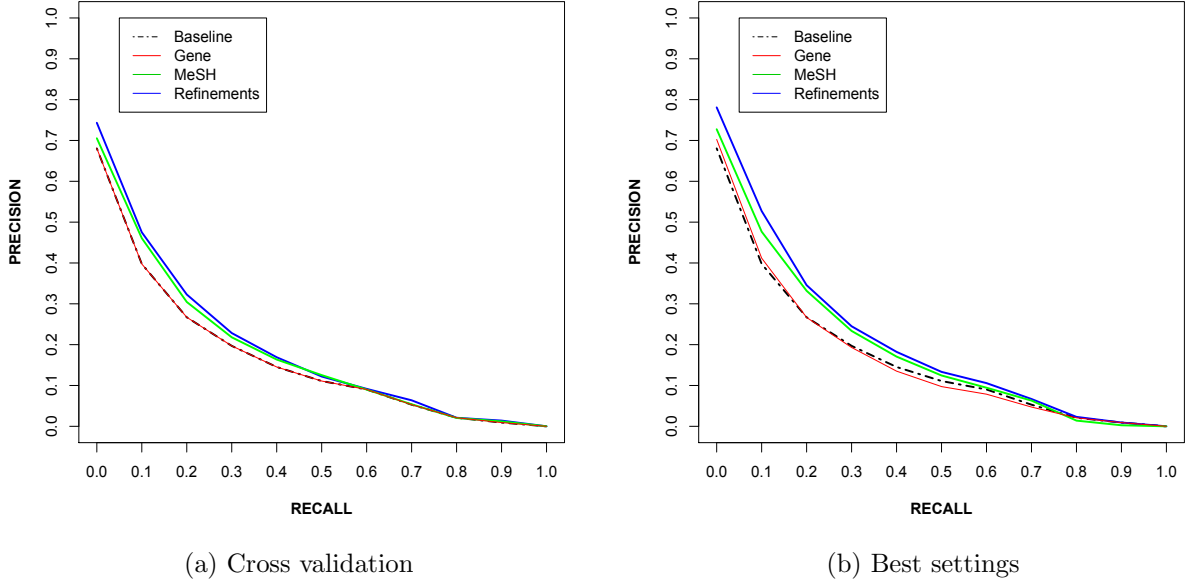 Baseline
Gene
MeSH
Refinements
PRECISION
1.0
0.9
0.8
0.7
0.6
0.5
0.4
0.3
0.2
0.1
0.0
0.0 0.1 0.2 0.3 0.4 0.5 0.6 0.7 0.8 0.9 1.0
RECALL
(a) Cross validation
Baseline
Gene
MeSH
Refinements
PRECISION
1.0
0.9
0.8
0.7
0.6
0.5
0.4
0.3
0.2
0.1
0.0
0.0 0.1 0.2 0.3 0.4 0.5 0.6 0.7 0.8 0.9 1.0
RECALL
(b) Best settings